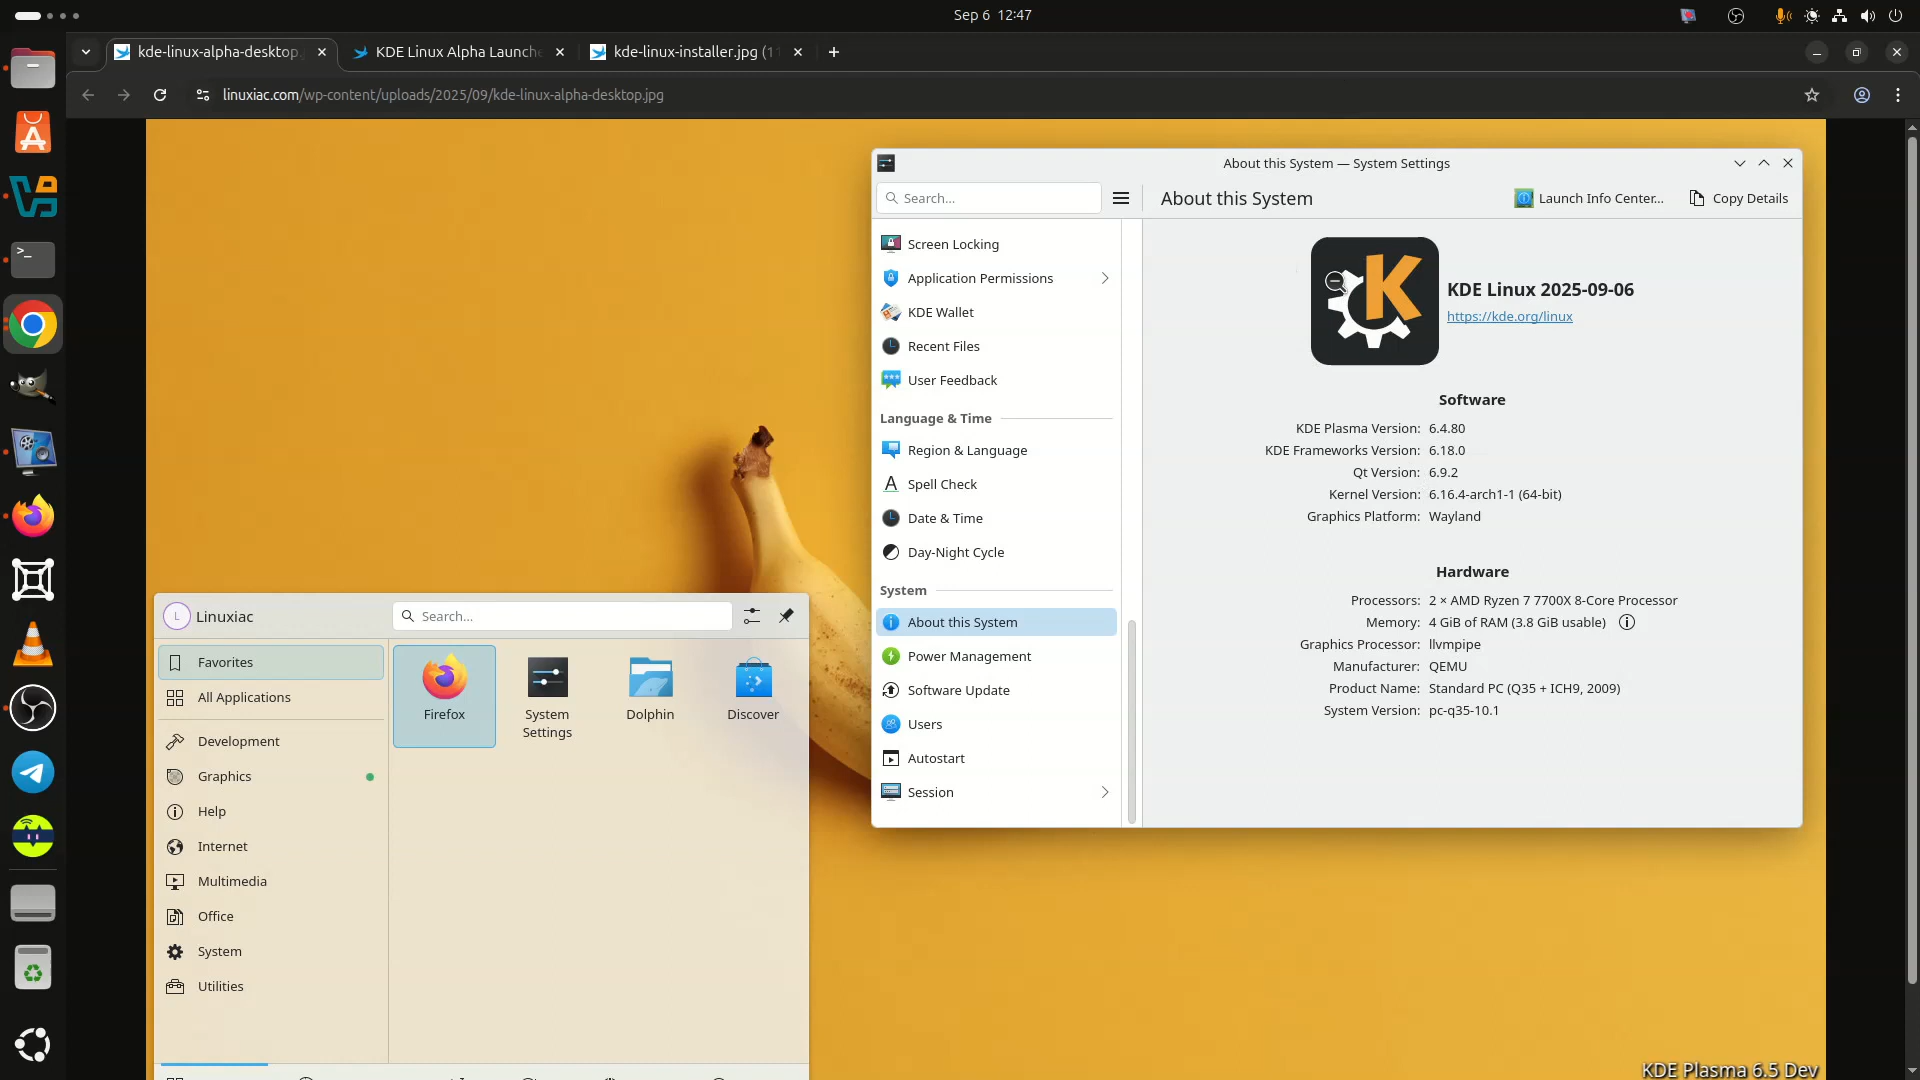 Sep 6 12:47
kde-linux-alpha-desktop.
KDE Linux Alpha Launche
kde-linux-installer.jpg (1
linuxiac.com/wp-content/uploads/2025/09/kde-linux-alpha-desktop.jpg
About this System — System Settings
Search...
About this System
Launch Info Center...
Copy Details
Screen Locking
Application Permissions
KDE Wallet
Recent Files
User Feedback
Language & Time
Region & Language
Spell Check
Date & Time
Day-Night Cycle
System
About this System
Power Management
Software Update
Users
Autostart
Session
KDE Linux 2025-09-06
https://kde.org/linux
Software
KDE Plasma Version: 6.4.80
KDE Frameworks Version: 6.18.0
Qt Version: 6.9.2
Kernel Version: 6.16.4-arch1-1 (64-bit)
Graphics Platform: Wayland
Hardware
Processors: 2 × AMD Ryzen 7 7700X 8-Core Processor
Memory: 4 GiB of RAM (3.8 GiB usable)
Graphics Processor: llvmpipe
Manufacturer: QEMU
Product Name: Standard PC (Q35 + ICH9, 2009)
System Version: pc-q35-10.1
L
Linuxiac
Search...
Favorites
All Applications
Development
Graphics
Help
Internet
Multimedia
Office
System
Utilities
Firefox
System
Settings
Dolphin
Discover
KDE Plasma 6.5 Dev